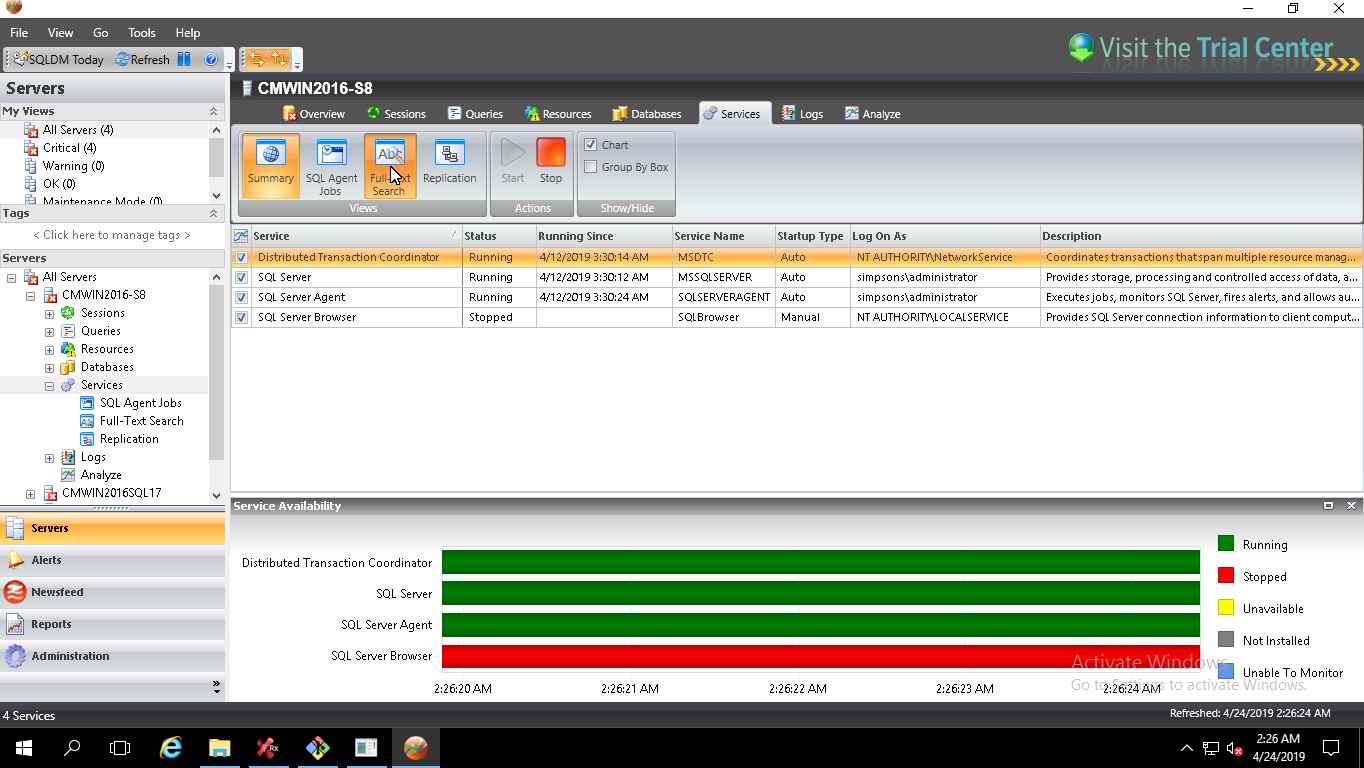 File View Go Tools Help
SQLDM Today Refresh
Visit the Trial Center
Servers
CMWIN2016-S8
My Views
Overview Sessions Queries Resources Databases Services Logs Analyze
All Servers (4)
Critical (4)
Warning (0)
OK (0)
Maintenance Mode (0)
Summary
SQL Agent Jobs
Full-Text Search
Replication
Views
Start Stop
Actions
Chart
Group By Box
Show/Hide
Tags
< Click here to manage tags >
Servers
All Servers
CMWIN2016-S8
Sessions
Queries
Resources
Databases
Services
SQL Agent Jobs
Full-Text Search
Replication
Logs
Analyze
CMWIN2016SQL17
Service Status Running Since Service Name Startup Type Log On As Description
Distributed Transaction Coordinator Running 4/12/2019 3:30:14 AM MSDTC Auto NT AUTHORITY\NetworkService Coordinates transactions that span multiple resource manag...
SQL Server Running 4/12/2019 3:30:12 AM MSSQLSERVER Auto simpsons\administrator Provides storage, processing and controlled access of data, a...
SQL Server Agent Running 4/12/2019 3:30:24 AM SQLSERVERAGENT Auto simpsons\administrator Executes jobs, monitors SQL Server, fires alerts, and allows au...
SQL Server Browser Stopped SQLBrowser Manual NT AUTHORITY\LOCALSERVICE Provides SQL Server connection information to client comput...
Servers
Alerts
Newsfeed
Reports
Administration
Service Availability
Distributed Transaction Coordinator
SQL Server
SQL Server Agent
SQL Server Browser
2:26:20 AM 2:26:21 AM 2:26:22 AM 2:26:23 AM 2:26:24 AM
Running
Stopped
Unavailable
Not Installed
Unable To Monitor
Activate Windows
Go to Settings to activate Windows.
4 Services
Refreshed: 4/24/2019 2:26:24 AM
Rx
2:26 AM
4/24/2019